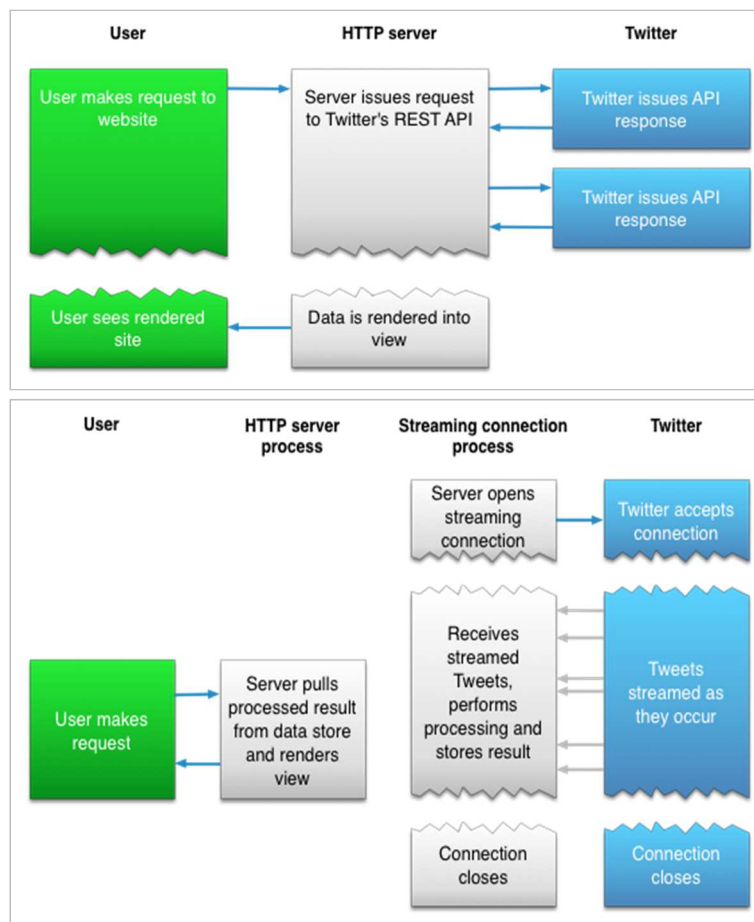 User
HTTP server
Twitter
User makes request to
website
Server issues request
to Twitter's REST API
Twitter issues API
response
Twitter issues API
response
User sees rendered
site
Data is rendered into
view
User
HTTP server
process
Streaming connection
process
Twitter
Server opens
streaming
connection
Twitter accepts
connection
User makes
request
Server pulls
processed result
from data store
and renders
view
Receives
streamed
Tweets,
performs
processing and
stores result
Tweets
streamed as
they occur
Connection
closes
Connection
closes